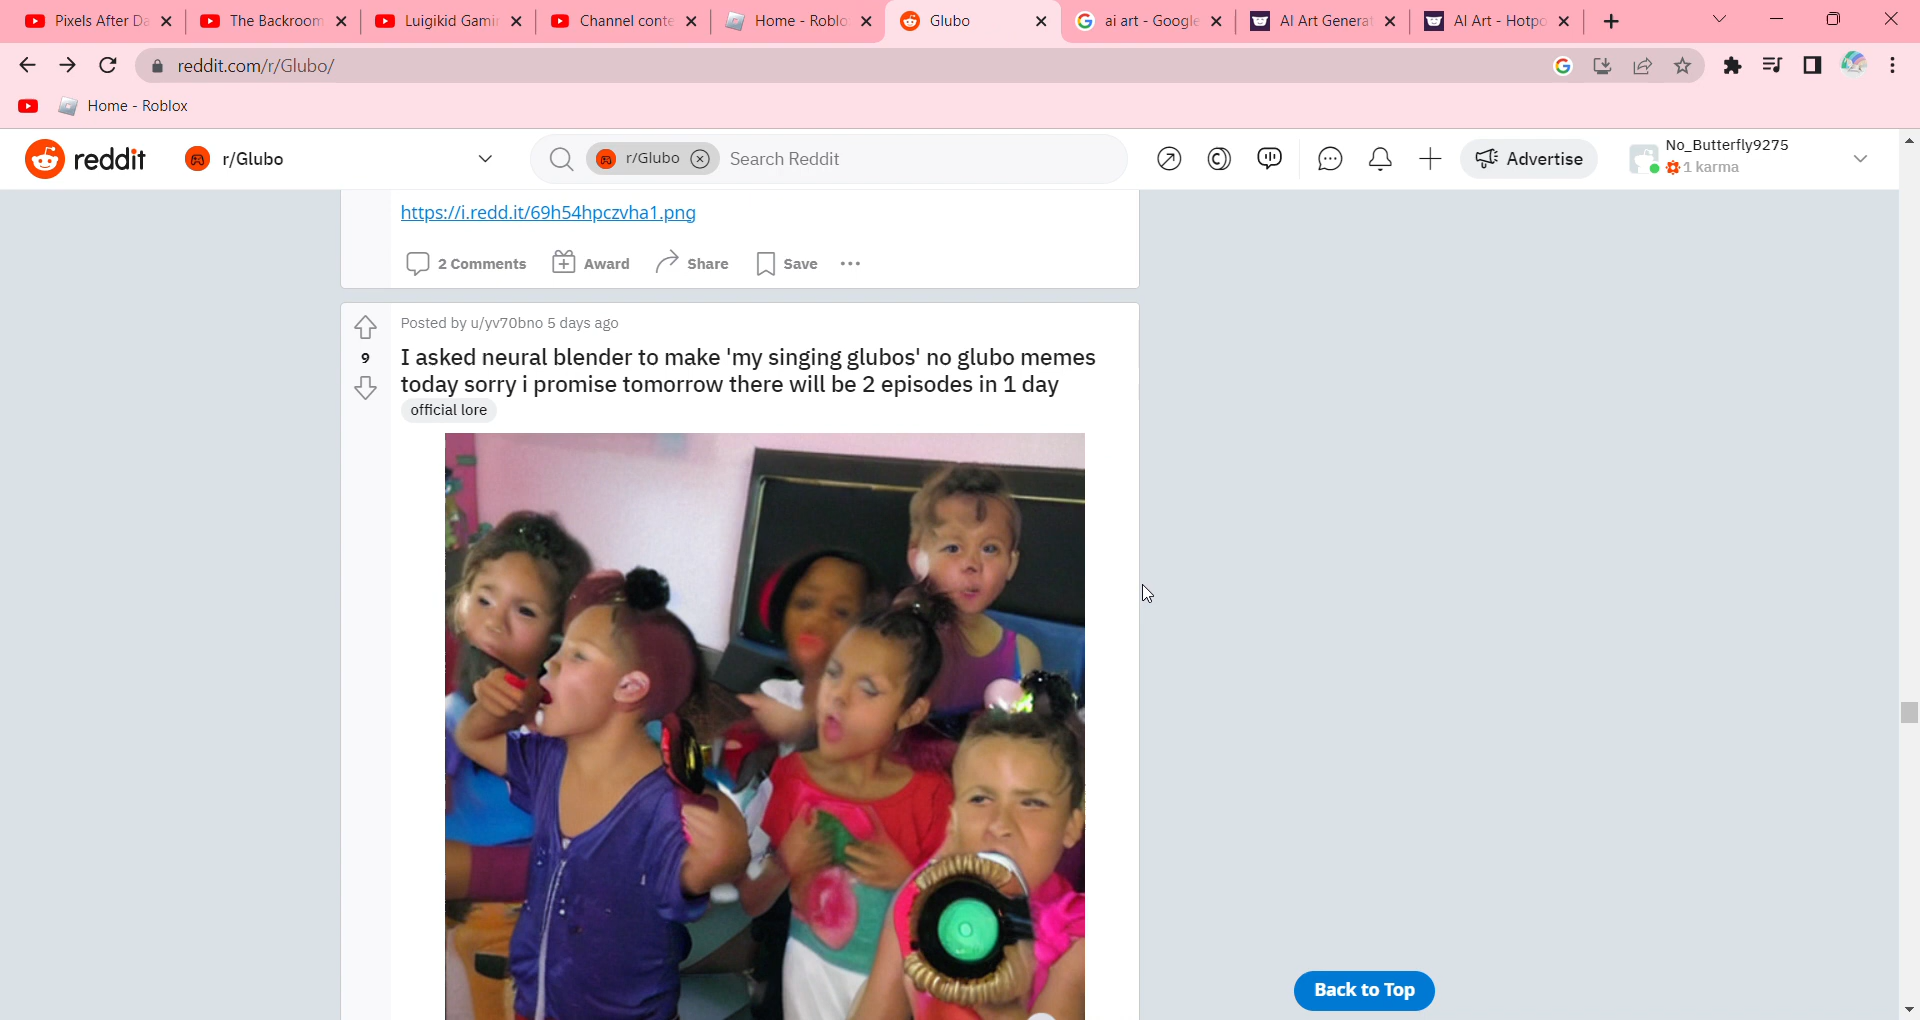 Pixels After Da
The Backroom
Luigikid Gami
Channel conte
Home - Roblo
Glubo
ai art - Google
AI Art Genera
AI Art - Hotpo
reddit.com/r/Glubo/
Home - Roblox
reddit
r/Glubo
r/Glubo
Search Reddit
Advertise
No_Butterfly9275
1 karma
https://i.redd.it/69h54hpczvha1.png
2 Comments
Award
Share
Save
Posted by u/yv70bno 5 days ago
9
I asked neural blender to make 'my singing glubos' no glubo memes
today sorry i promise tomorrow there will be 2 episodes in 1 day
official lore
Back to Top